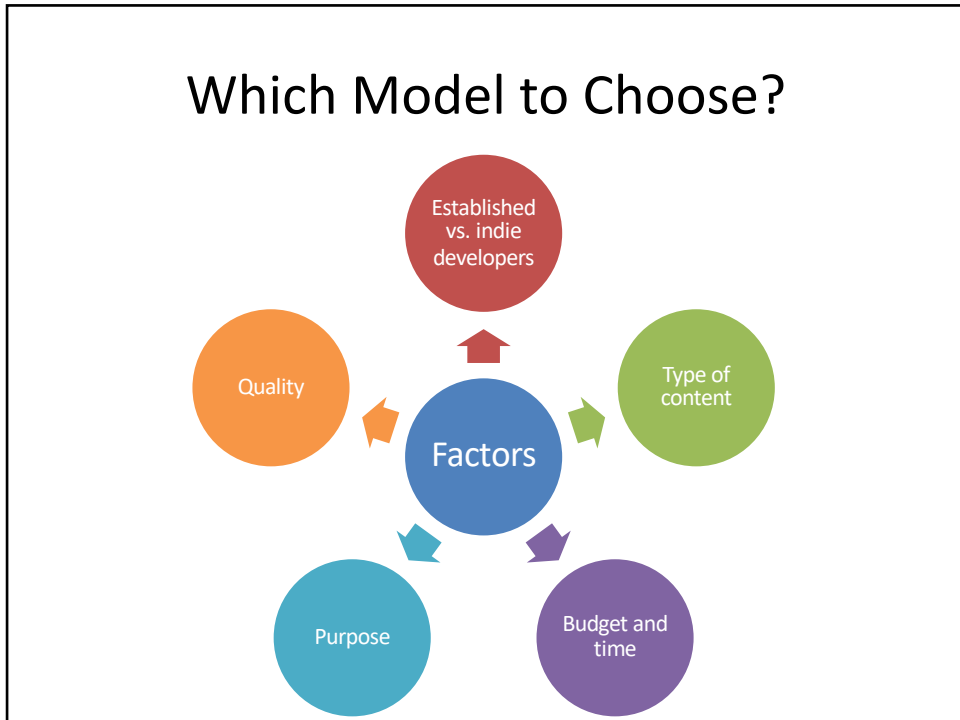 Which Model to Choose?
Established
vs. indie
developers
Quality
Type of
content
Factors
Purpose
Budget and
time